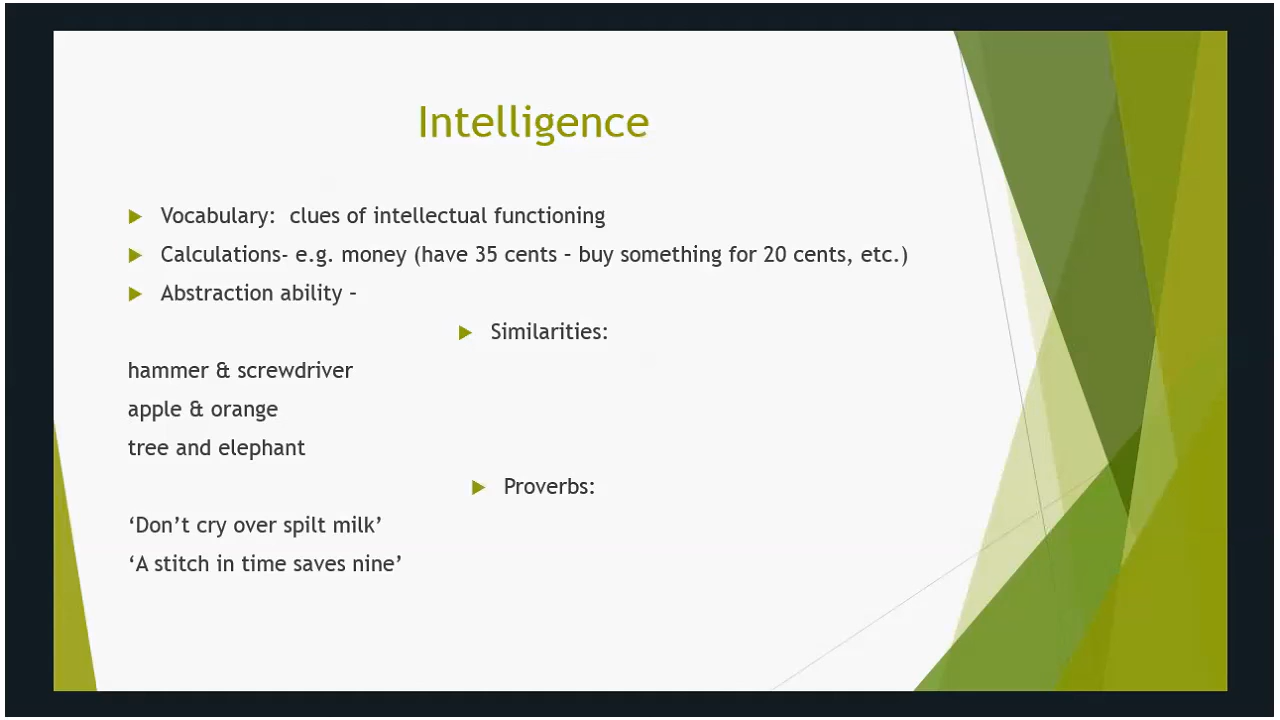 Intelligence
Vocabulary:  clues of intellectual functioning
Calculations- e.g. money (have 35 cents – buy something for 20 cents, etc.)
Abstraction ability –
Similarities:
hammer & screwdriver
apple & orange
tree and elephant
Proverbs:
‘Don’t cry over spilt milk’
‘A stitch in time saves nine’